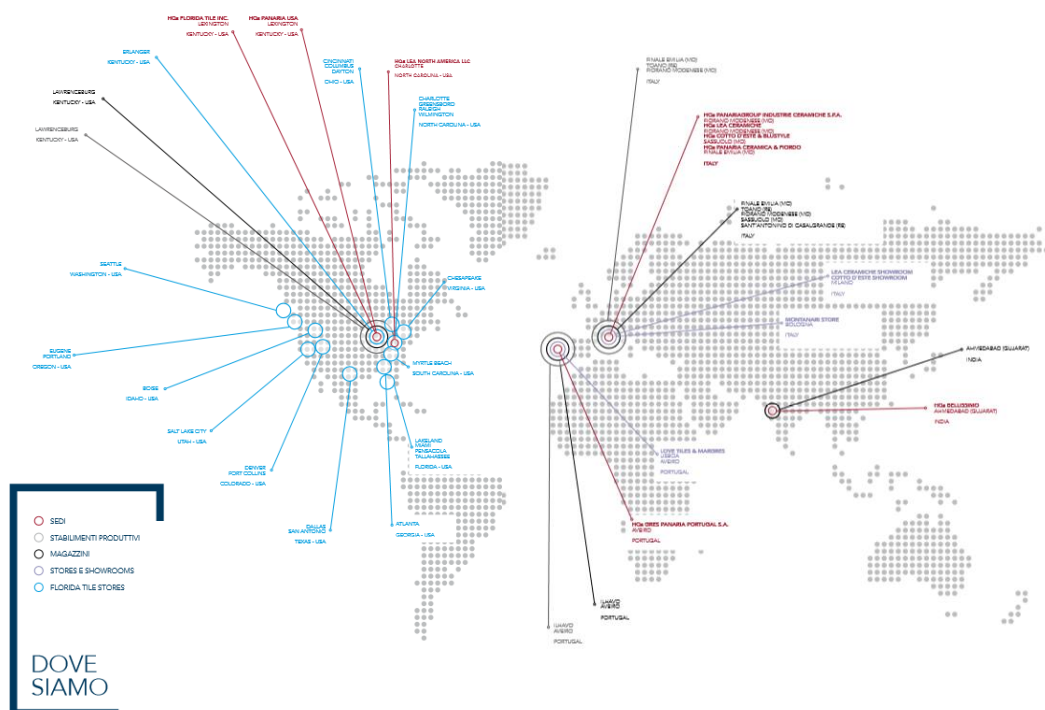 HQs FLORIDA TILE INC.
LEXINGTON
KENTUCKY - USA
HQs PANARIA USA
LEXINGTON
KENTUCKY - USA
ERLANGER
KENTUCKY - USA
CINCINNATI
COLUMBUS
DAYTON
OHIO - USA
HQs LEA NORTH AMERICA LLC
CHARLOTTE
NORTH CAROLINA - USA
LAWRENCEBURG
KENTUCKY - USA
CHARLOTTE
GREENSBORO
RALEIGH
WILMINGTON
NORTH CAROLINA - USA
LAWRENCEBURG
KENTUCKY - USA
FINALE EMILIA (MO)
TOANO (RE)
FIORANO MODENESE (MO)
ITALY
HQs PANARIAGROUP INDUSTRIE CERAMICHE S.P.A.
FIORANO MODENESE (MO)
HQs LEA CERAMICHE
FIORANO MODENESE (MO)
HQs COTTO D'ESTE & BLUSTYLE
SASSUOLO (MO)
HQs PANARIA CERAMICA & FIORDO
FINALE EMILIA (MO)
ITALY
FINALE EMILIA (MO)
TOANO (RE)
FIORANO MODENESE (MO)
SASSUOLO (MO)
SANT'ANTONINO DI CASALGRANDE (RE)
ITALY
SEATTLE
WASHINGTON - USA
CHESAPEAKE
VIRGINIA - USA
LEA CERAMICHE SHOWROOM
COTTO D'ESTE SHOWROOM
MILANO
ITALY
MONTANARI STORE
BOLOGNA
ITALY
EUGENE
PORTLAND
OREGON - USA
MYRTLE BEACH
SOUTH CAROLINA - USA
AHMEDABAD (GUJARAT)
INDIA
BOISE
IDAHO - USA
HQs BELLISSIMO
AHMEDABAD (GUJARAT)
INDIA
SALT LAKE CITY
UTAH - USA
LAKELAND
MIAMI
PENSACOLA
TALLAHASSEE
FLORIDA - USA
LOVE TILES & MARGRES
LISBOA
AVEIRO
PORTUGAL
DENVER
FORT COLLINS
COLORADO - USA
DALLAS
SAN ANTONIO
TEXAS - USA
ATLANTA
GEORGIA - USA
HQs GRES PANARIA PORTUGAL S.A.
AVEIRO
PORTUGAL
ILHAVO
AVEIRO
PORTUGAL
ILHAVO
AVEIRO
PORTUGAL
SEDI
STABILIMENTI PRODUTTIVI
MAGAZZINI
STORES E SHOWROOMS
FLORIDA TILE STORES
DOVE
SIAMO